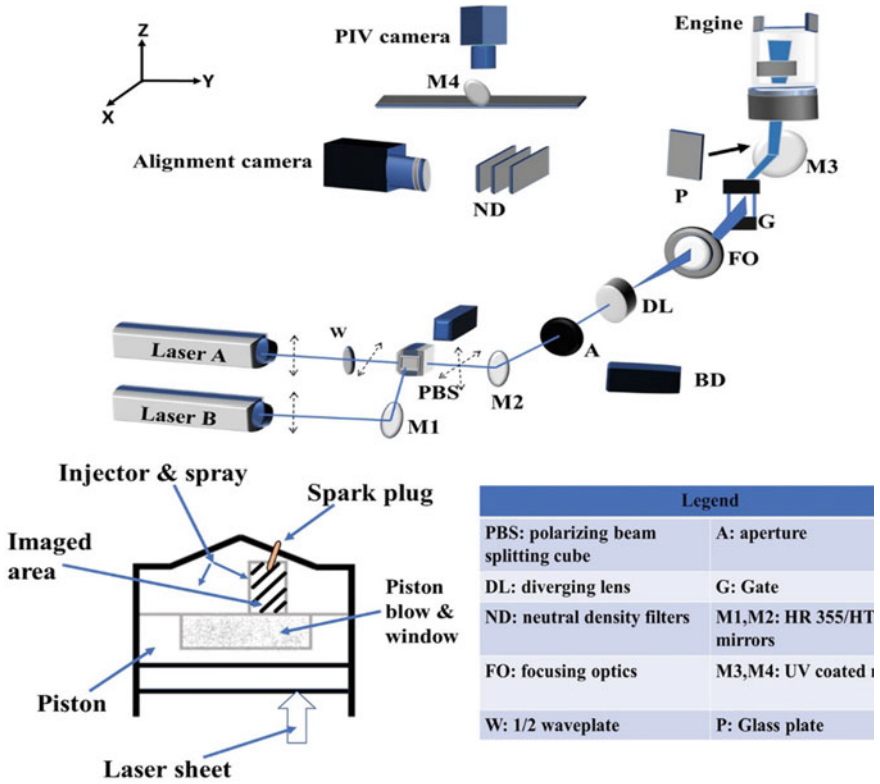 PIV camera
Engine
Z
Y
X
M4
Alignment camera
ND
P
M3
G
FO
DL
A
BD
Laser A
W
PBS
M2
Laser B
M1
Injector & spray
Spark plug
Imaged
area
Piston
blow &
window
Piston
Laser sheet
Legend
PBS: polarizing beam
splitting cube
A: aperture
DL: diverging lens
G: Gate
ND: neutral density filters
M1,M2: HR 355/HT
mirrors
FO: focusing optics
M3,M4: UV coated
W: 1/2 waveplate
P: Glass plate